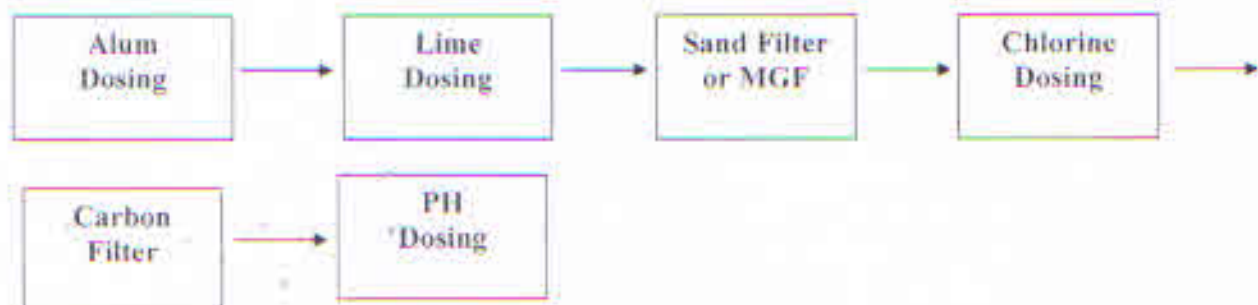 Alum
Dosing
Lime
Dosing
Sand Filter
or MGF
Chlorine
Dosing
Carbon
Filter
PH
Dosing